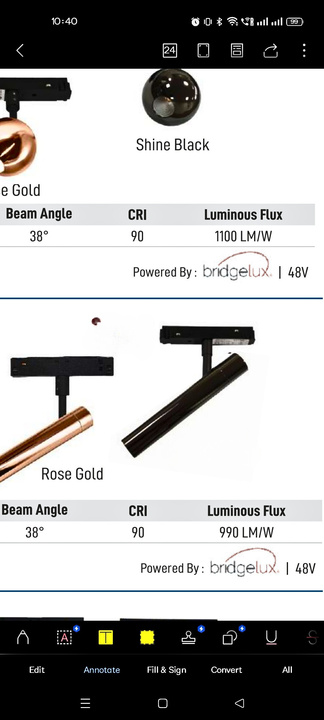 10:40
99
24
Shine Black
e Gold
Beam Angle CRI Luminous Flux
38° 90 1100 LM/W
Powered By : bridgelux. | 48V
Rose Gold
Beam Angle CRI Luminous Flux
38° 90 990 LM/W
Powered By : bridgelux. | 48V
A T U S
Edit Annotate Fill & Sign Convert All